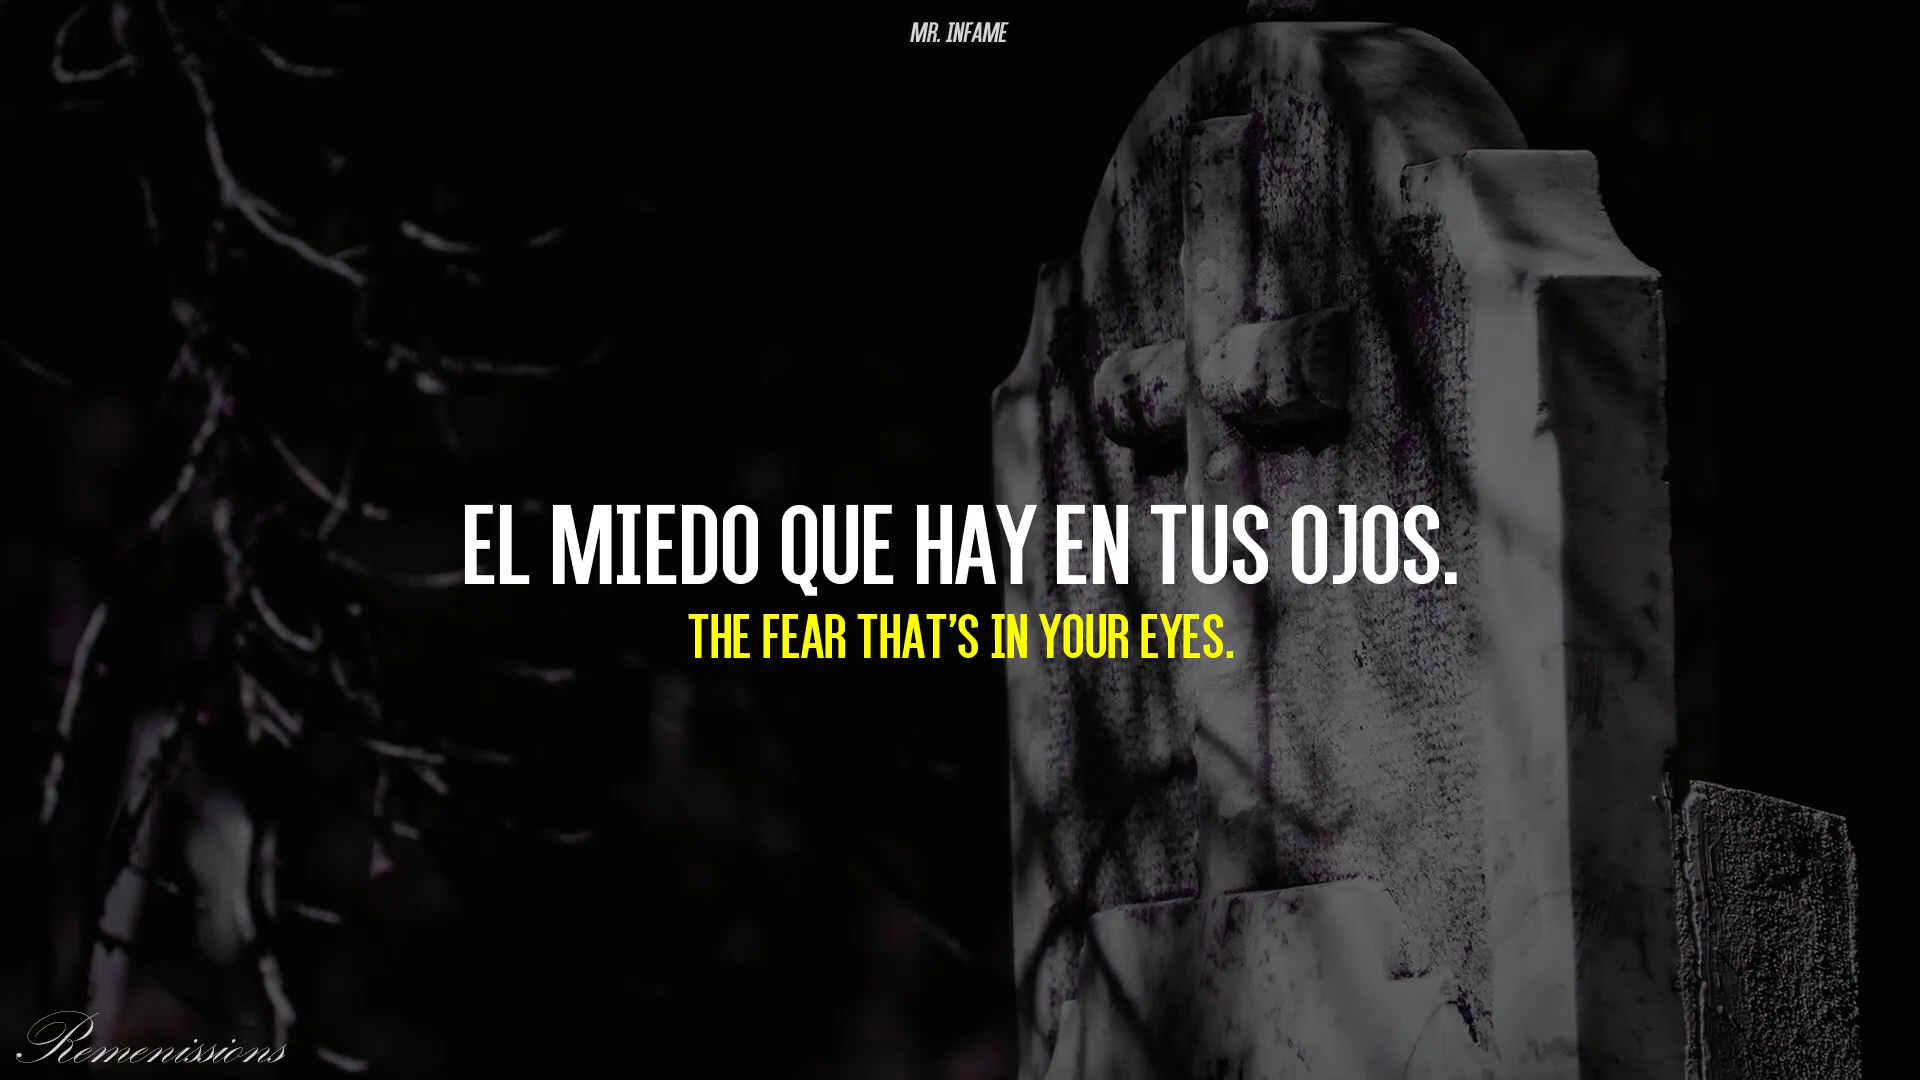 MR. INFAME
EL MIEDO QUE HAY EN TUS OJOS.
THE FEAR THAT'S IN YOUR EYES.
Remenissions